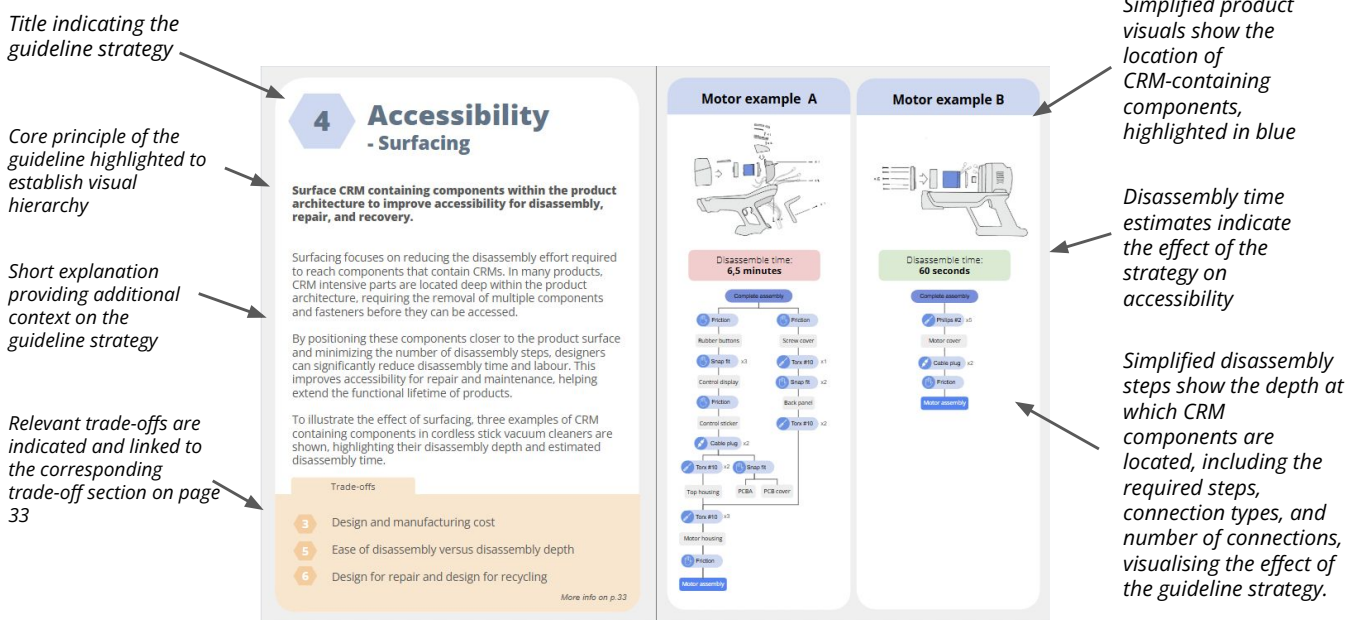 Title indicating the
guideline strategy
Core principle of the
guideline highlighted to
establish visual
hierarchy
Short explanation
providing additional
context on the
guideline strategy
Relevant trade-offs are
indicated and linked to
the corresponding
trade-off section on page
33
4
Accessibility
- Surfacing
Surface CRM containing components within the product
architecture to improve accessibility for disassembly,
repair, and recovery.
Surfacing focuses on reducing the disassembly effort required
to reach components that contain CRMs. In many products,
CRM intensive parts are located deep within the product
architecture, requiring the removal of multiple components
and fasteners before they can be accessed.
By positioning these components closer to the product surface
and minimizing the number of disassembly steps, designers
can significantly reduce disassembly time and labour. This
improves accessibility for repair and maintenance, helping
extend the functional lifetime of products.
To illustrate the effect of surfacing, three examples of CRM
containing components in cordless stick vacuum cleaners are
shown, highlighting their disassembly depth and estimated
disassembly time.
Trade-offs
3 Design and manufacturing cost
5 Ease of disassembly versus disassembly depth
6 Design for repair and design for recycling
More info on p.33
Motor example A
Disassemble time:
6,5 minutes
Complete assembly
Friction Friction
Rubber buttons Screw cover
Snap fit x3 Torx #10 x1
Control display Snap fit x2
Friction Back panel
Control sticker Torx #10 x2
Cable plug x2
Torx #10 x2 Snap fit
Top housing PCBA PCB cover
Torx #10 x3
Motor housing
Friction
Motor assembly
Motor example B
Disassemble time:
60 seconds
Complete assembly
Philips #2 x5
Motor cover
Cable plug x2
Friction
Motor assembly
Simplified product
visuals show the
location of
CRM-containing
components,
highlighted in blue
Disassembly time
estimates indicate
the effect of the
strategy on
accessibility
Simplified disassembly
steps show the depth at
which CRM
components are
located, including the
required steps,
connection types, and
number of connections,
visualising the effect of
the guideline strategy.